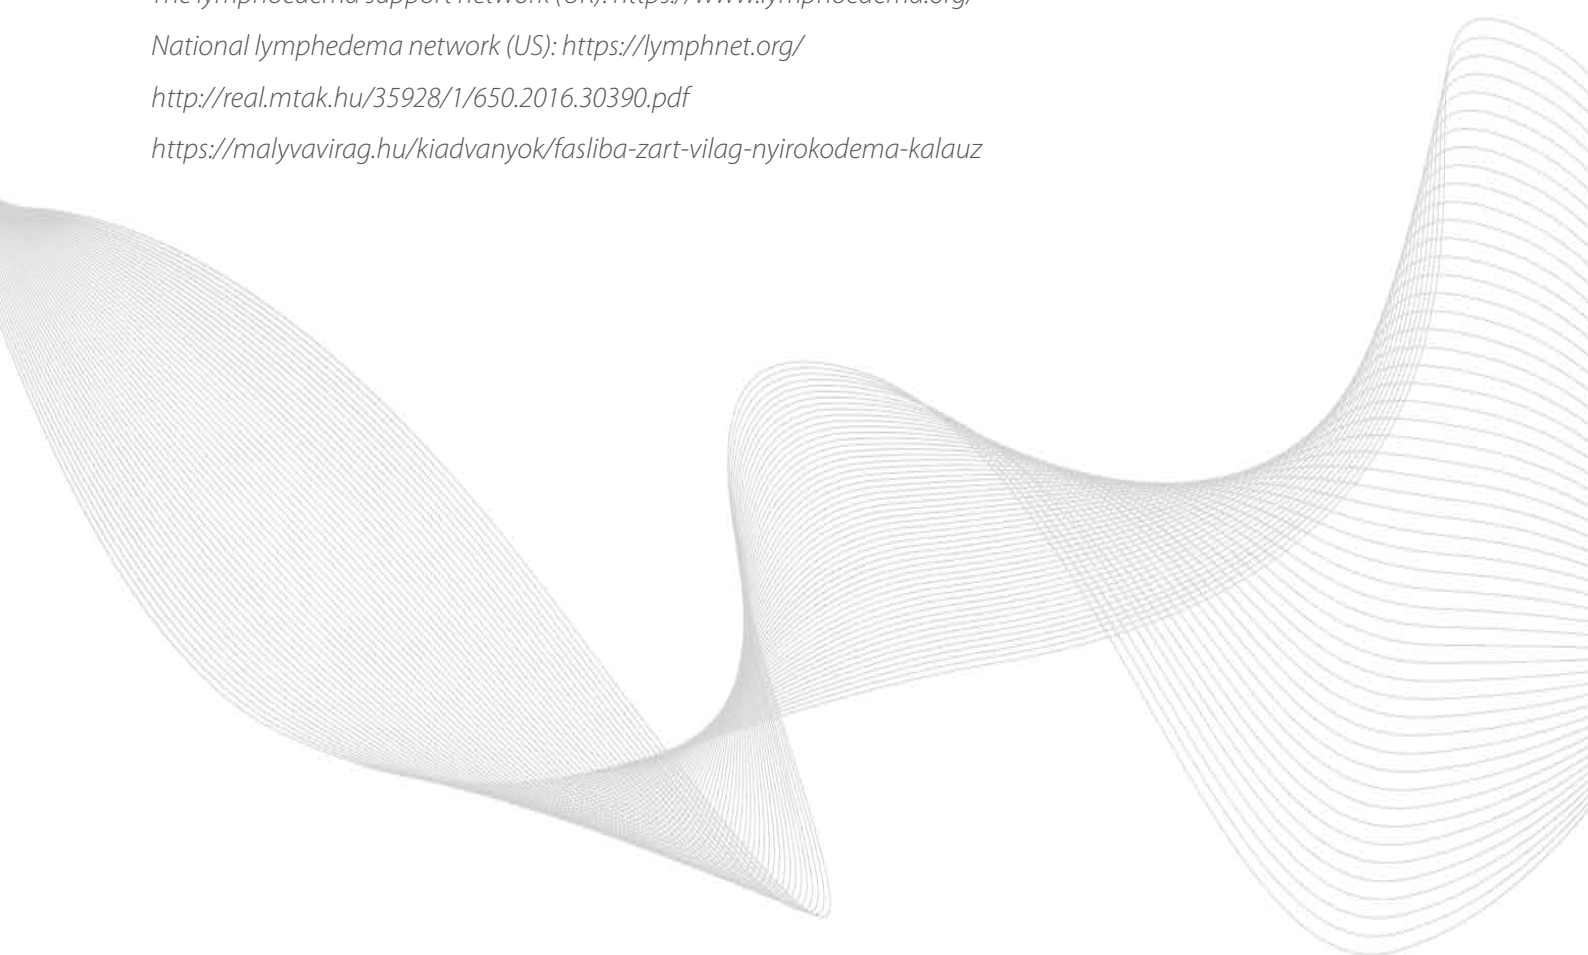 The lymphoedema support network (UK): https://www.lymphoedema.org/
National lymphedema network (US): https://lymphnet.org/
http://real.mtak.hu/35928/1/650.2016.30390.pdf
https://malyvavirag.hu/kiadvanyok/fasliba-zart-vilag-nyirokodema-kalauz